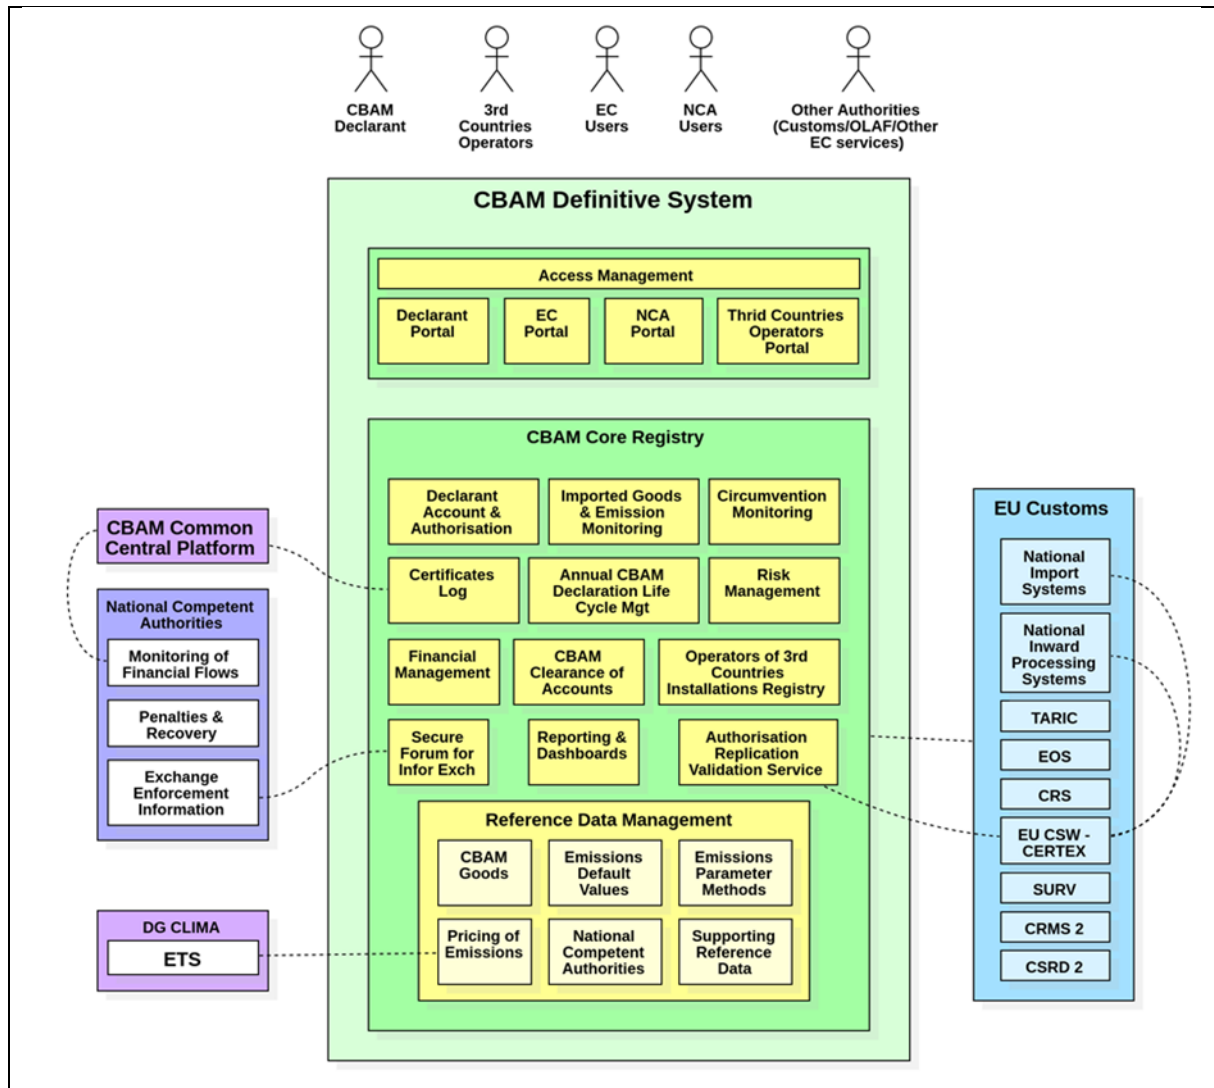 CBAM
Declarant
3rd
Countries
Operators
EC
Users
NCA
Users
Other Authorities
(Customs/OLAF/Other
EC services)
CBAM Definitive System
Access Management
Declarant
Portal
EC
Portal
NCA
Portal
Thrid Countries
Operators
Portal
CBAM Core Registry
Declarant
Account &
Authorisation
Imported Goods
& Emission
Monitoring
Circumvention
Monitoring
Certificates
Log
Annual CBAM
Declaration Life
Cycle Mgt
Risk
Management
Financial
Management
CBAM
Clearance of
Accounts
Operators of 3rd
Countries
Installations Registry
Secure
Forum for
Infor Exch
Reporting &
Dashboards
Authorisation
Replication
Validation Service
Reference Data Management
CBAM
Goods
Emissions
Default
Values
Emissions
Parameter
Methods
Pricing of
Emissions
National
Competent
Authorities
Supporting
Reference
Data
CBAM Common
Central Platform
National Competent
Authorities
Monitoring of
Financial Flows
Penalties &
Recovery
Exchange
Enforcement
Information
DG CLIMA
ETS
EU Customs
National
Import
Systems
National
Inward
Processing
Systems
TARIC
EOS
CRS
EU CSW -
CERTEX
SURV
CRMS 2
CSRD 2